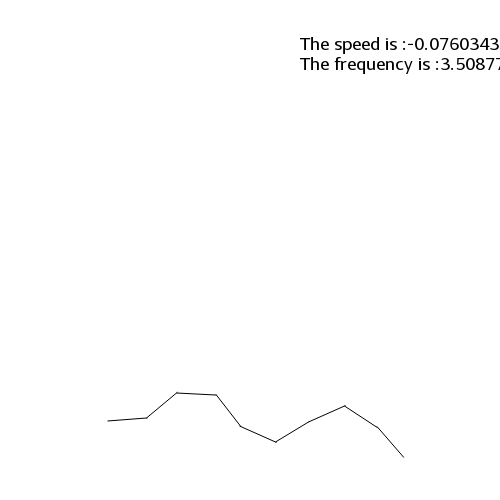 The speed is :-0.0760343
The frequency is :3.50877